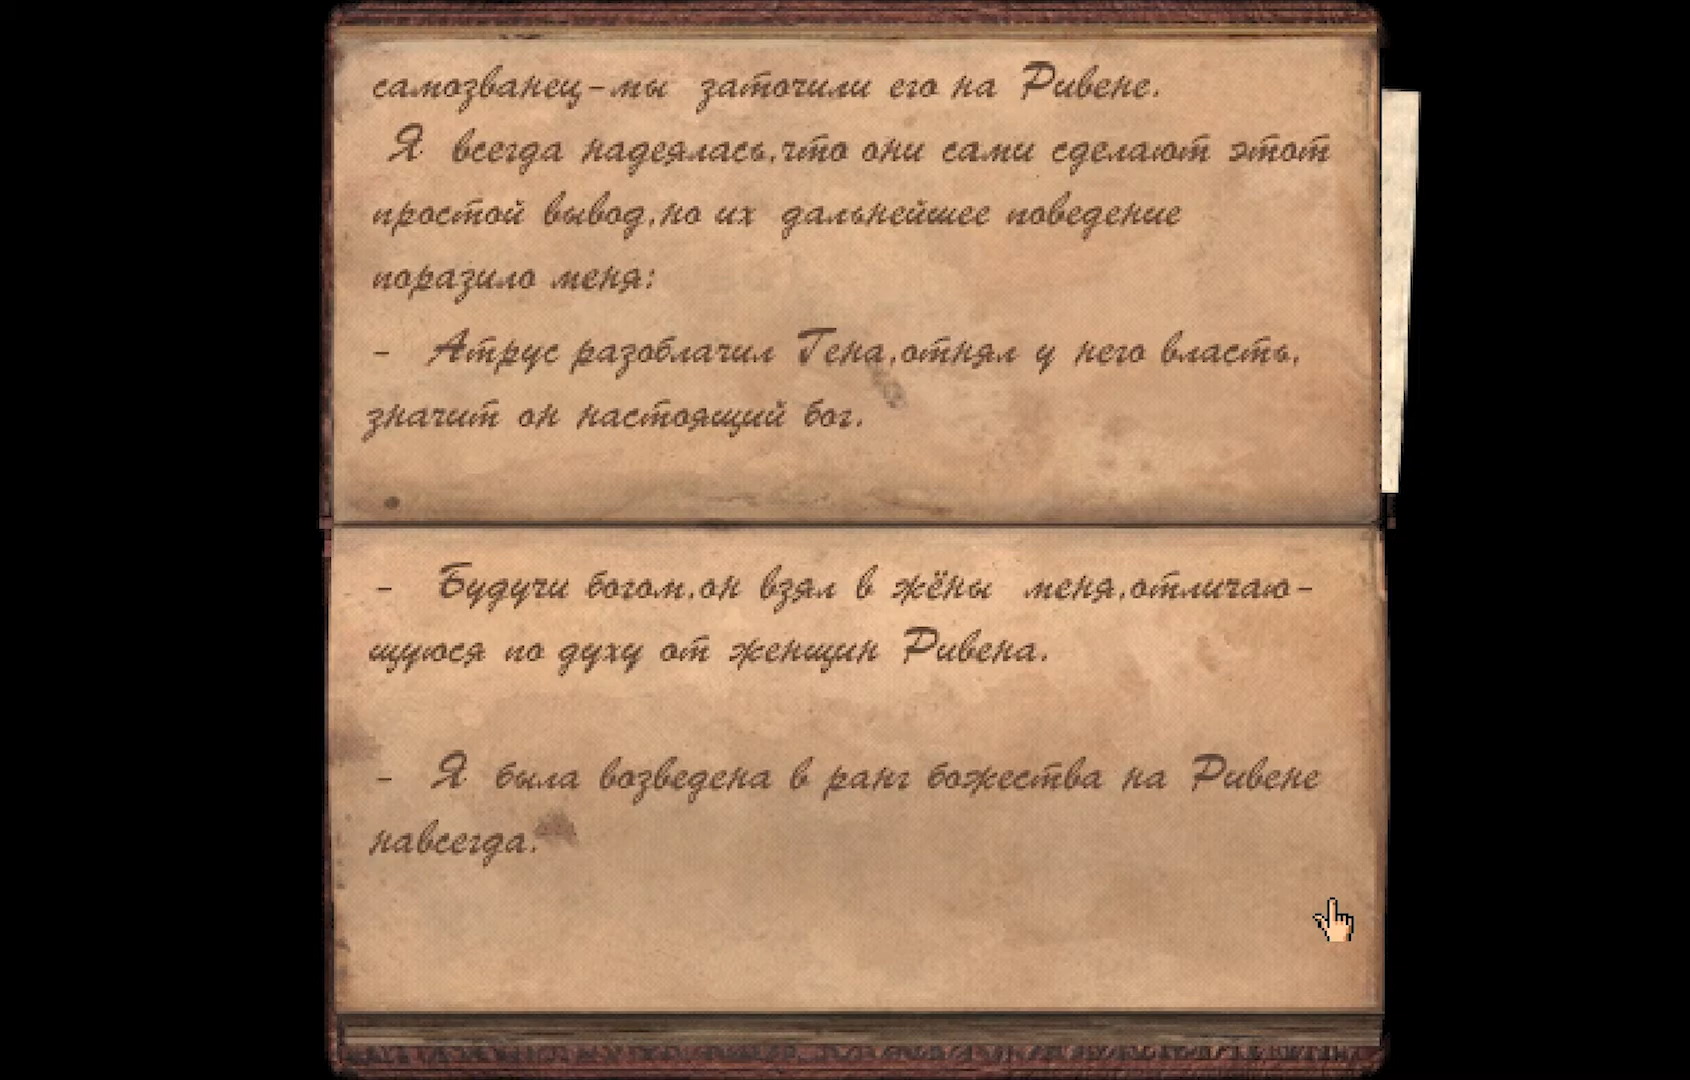 самозванец-мы заточили его на Ривене.
Я всегда надеялась,что они сами сделают этот
простой вывод,но их дальнейшее поведение
поразило меня:
- Атрус разоблачил Гена,отнял у него власть,
значит он настоящий бог.
- Будучи богом,он взял в жёны меня,отличаю-
щуюся по духу от женщин Ривена.
- Я была возведена в ранг божества на Ривене
навсегда.